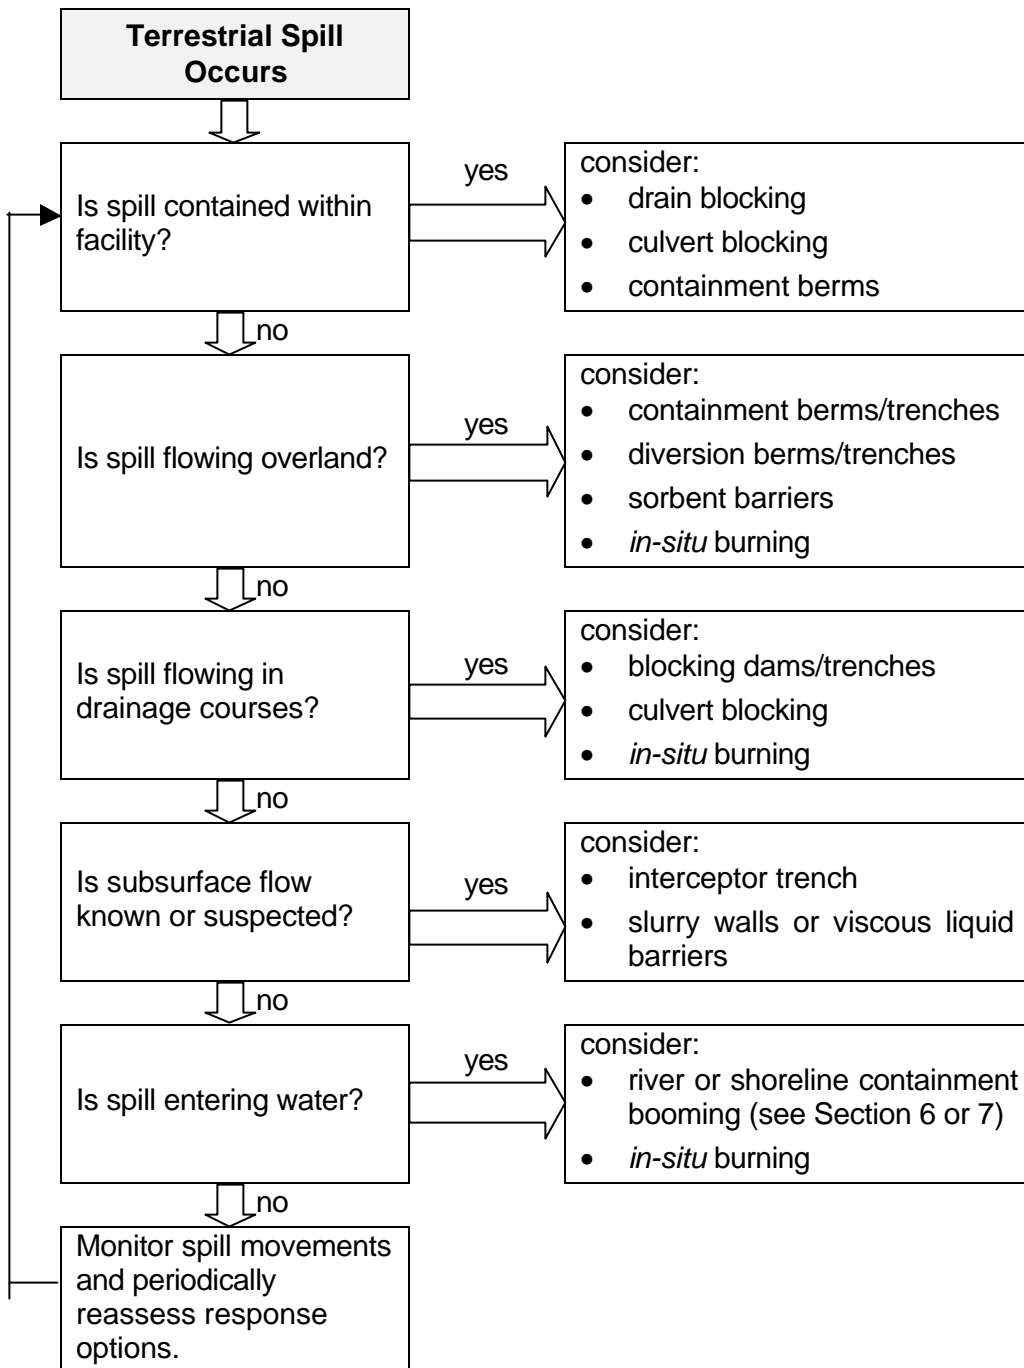 Terrestrial Spill
Occurs
Is spill contained within
facility?
yes
consider:
• drain blocking
• culvert blocking
• containment berms
no
Is spill flowing overland?
yes
consider:
• containment berms/trenches
• diversion berms/trenches
• sorbent barriers
• in-situ burning
no
Is spill flowing in
drainage courses?
yes
consider:
• blocking dams/trenches
• culvert blocking
• in-situ burning
no
Is subsurface flow
known or suspected?
yes
consider:
• interceptor trench
• slurry walls or viscous liquid
barriers
no
Is spill entering water?
yes
consider:
• river or shoreline containment
booming (see Section 6 or 7)
• in-situ burning
no
Monitor spill movements
and periodically
reassess response
options.